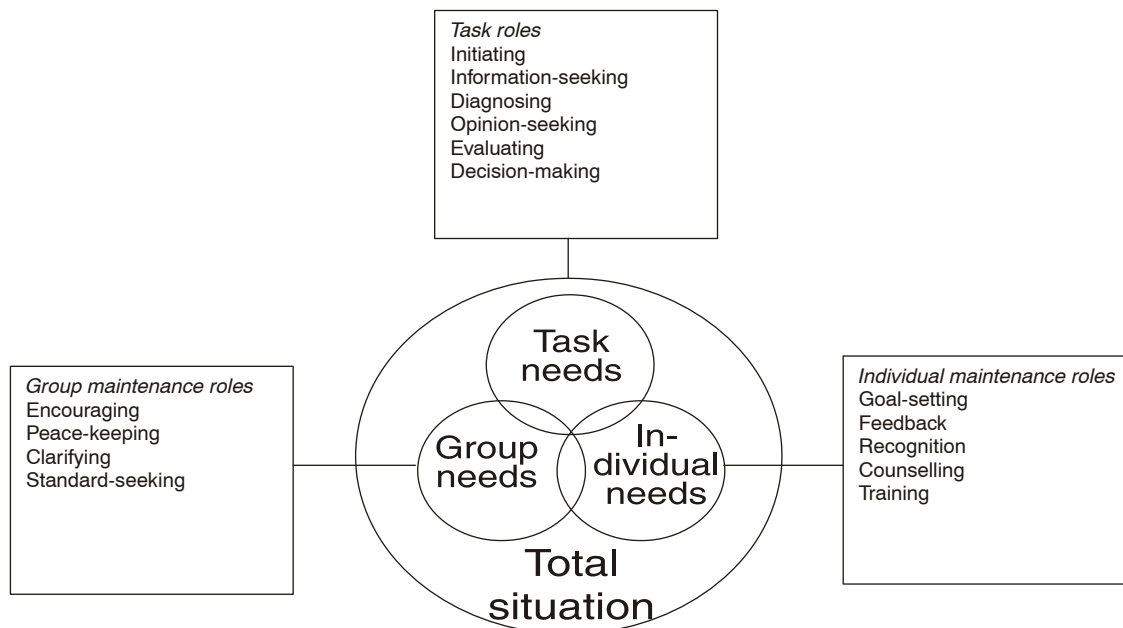 Task roles
Initiating
Information-seeking
Diagnosing
Opinion-seeking
Evaluating
Decision-making
Task
needs
Group maintenance roles
Encouraging
Peace-keeping
Clarifying
Standard-seeking
Group
needs
In-
dividual
needs
Individual maintenance roles
Goal-setting
Feedback
Recognition
Counselling
Training
Total
situation